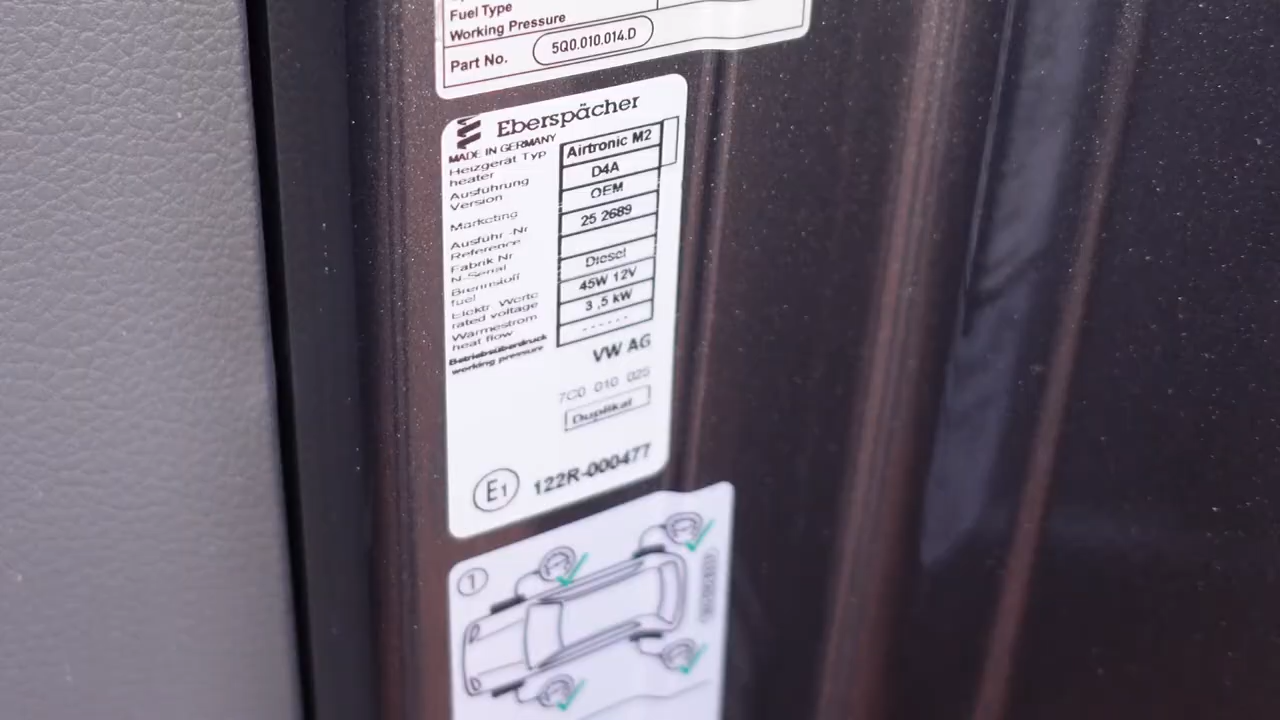 Fuel Type
Working Pressure
Part No. 5Q0.010.014.D
Eberspächer
MADE IN GERMANY
Heizgerät Typ Airtronic M2
heater
Ausführung D4A
Version
OEM
Marketing 25 2689
Ausführ -Nr
Reference
Fabrik Nr
N-Serial
Brennstoff Diesel
fuel
Elektr. Werte 45W 12V
rated voltage
Wärmestrom 3,5 kW
heat flow
Betriebsüberdruck ------
working pressure
VW AG
7C0 010 025
Duplikat
E1 122R-000477
1